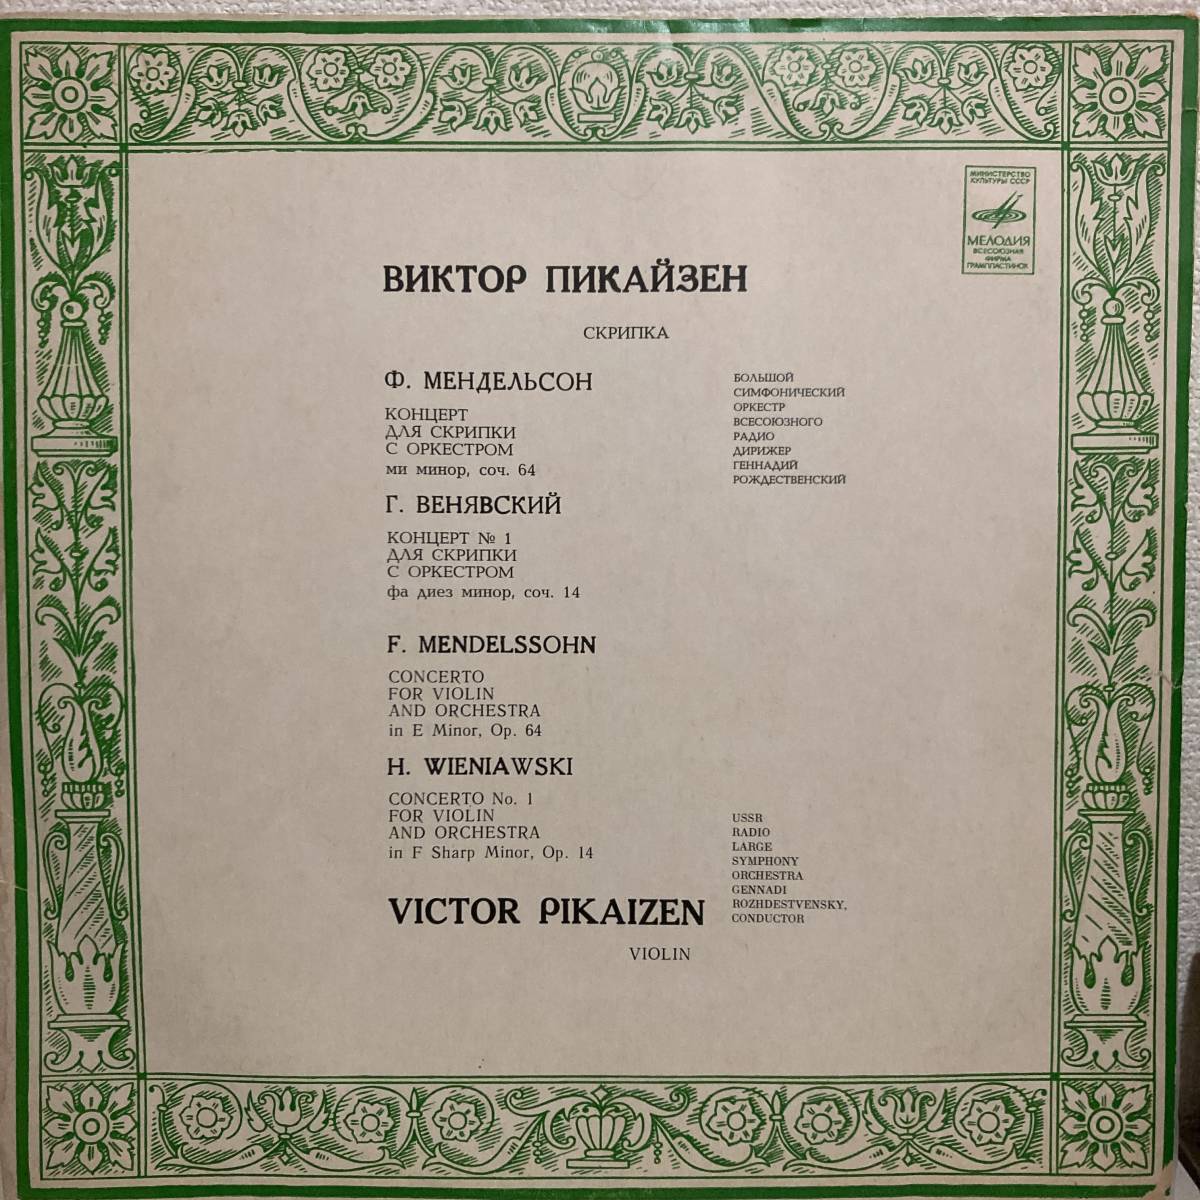 МИНИСТЕРСТВО
КУЛЬТУРЫ СССР
МЕЛОДИЯ
ВСЕСОЮЗНАЯ
ФИРМА
ГРАМПЛАСТИНОК
ВИКТОР ПИКАЙЗЕН
СКРИПКА
Ф. МЕНДЕЛЬСОН
КОНЦЕРТ
ДЛЯ СКРИПКИ
С ОРКЕСТРОМ
ми минор, соч. 64
БОЛЬШОЙ
СИМФОНИЧЕСКИЙ
ОРКЕСТР
ВСЕСОЮЗНОГО
РАДИО
ДИРИЖЕР
ГЕННАДИЙ
РОЖДЕСТВЕНСКИЙ
Г. ВЕНЯВСКИЙ
КОНЦЕРТ № 1
ДЛЯ СКРИПКИ
С ОРКЕСТРОМ
фа диез минор, соч. 14
F. MENDELSSOHN
CONCERTO
FOR VIOLIN
AND ORCHESTRA
in E Minor, Op. 64
H. WIENIAWSKI
CONCERTO No. 1
FOR VIOLIN
AND ORCHESTRA
in F Sharp Minor, Op. 14
USSR
RADIO
LARGE
SYMPHONY
ORCHESTRA
GENNADI
ROZHDESTVENSKY,
CONDUCTOR
VICTOR PIKAIZEN
VIOLIN